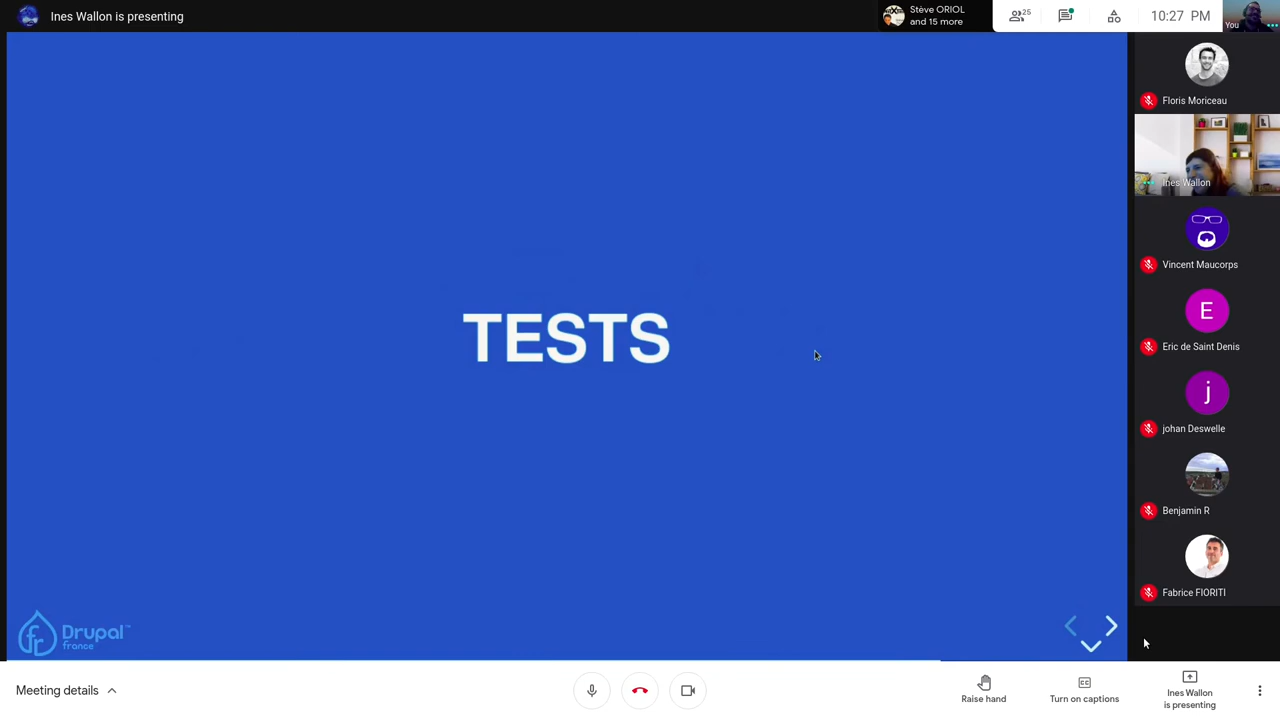 Ines Wallon is presenting
Stève ORIOL
and 15 more
25
10:27 PM
You
Floris Moriceau
Ines Wallon
Vincent Maucorps
E
Eric de Saint Denis
j
johan Deswelle
Benjamin R
Fabrice FIORITI
TESTS
fr
Drupal™
france
Meeting details
Raise hand
Turn on captions
Ines Wallon
is presenting